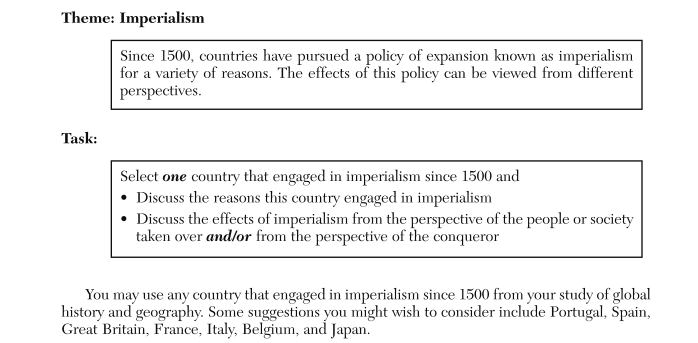 Theme: Imperialism
Since 1500, countries have pursued a policy of expansion known as imperialism
for a variety of reasons. The effects of this policy can be viewed from different
perspectives.
Task:
Select one country that engaged in imperialism since 1500 and
• Discuss the reasons this country engaged in imperialism
• Discuss the effects of imperialism from the perspective of the people or society
taken over and/or from the perspective of the conqueror
You may use any country that engaged in imperialism since 1500 from your study of global
history and geography. Some suggestions you might wish to consider include Portugal, Spain,
Great Britain, France, Italy, Belgium, and Japan.